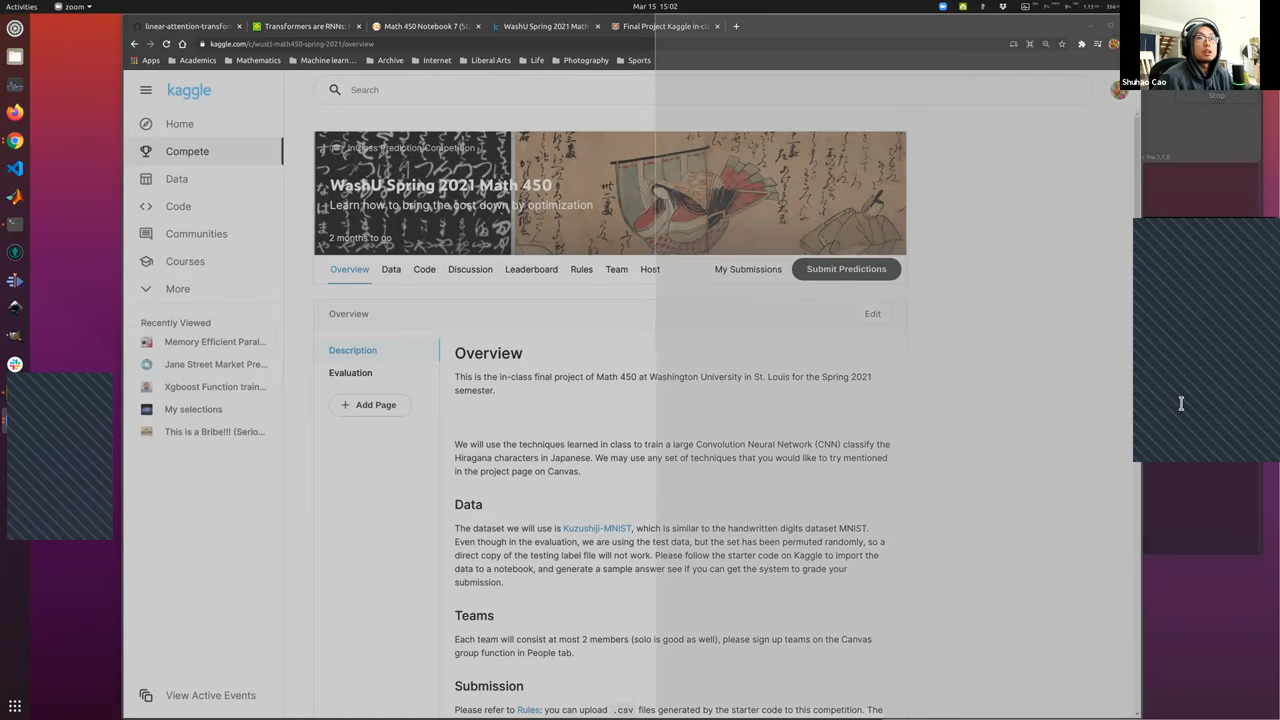 Activities
zoom
Mar 15 15:02
linear-attention-transfor
Transformers are RNNs:
Math 450 Notebook 7 (SG
WashU Spring 2021 Math
Final Project Kaggle in-cl
kaggle.com/c/wustl-math450-spring-2021/overview
Apps
Academics
Mathematics
Machine learn...
Archive
Internet
Liberal Arts
Life
Photography
Sports
Shuhao Cao
Stop
kaggle
Search
Home
Compete
Data
Code
Communities
Courses
More
Recently Viewed
Memory Efficient Paral...
Jane Street Market Pre...
Xgboost Function train...
My selections
This is a Bribe!!! (Serio...
View Active Events
InClass Prediction Competition
WashU Spring 2021 Math 450
Learn how to bring the cost down by optimization
2 months to go
Overview
Data
Code
Discussion
Leaderboard
Rules
Team
Host
My Submissions
Submit Predictions
Overview
Edit
Description
Evaluation
+ Add Page
Overview
This is the in-class final project of Math 450 at Washington University in St. Louis for the Spring 2021
semester.
We will use the techniques learned in class to train a large Convolution Neural Network (CNN) classify the
Hiragana characters in Japanese. We may use any set of techniques that you would like to try mentioned
in the project page on Canvas.
Data
The dataset we will use is Kuzushiji-MNIST, which is similar to the handwritten digits dataset MNIST.
Even though in the evaluation, we are using the test data, but the set has been permuted randomly, so a
direct copy of the testing label file will not work. Please follow the starter code on Kaggle to import the
data to a notebook, and generate a sample answer see if you can get the system to grade your
submission.
Teams
Each team will consist at most 2 members (solo is good as well), please sign up teams on the Canvas
group function in People tab.
Submission
Please refer to Rules: you can upload .csv files generated by the starter code to this competition. The